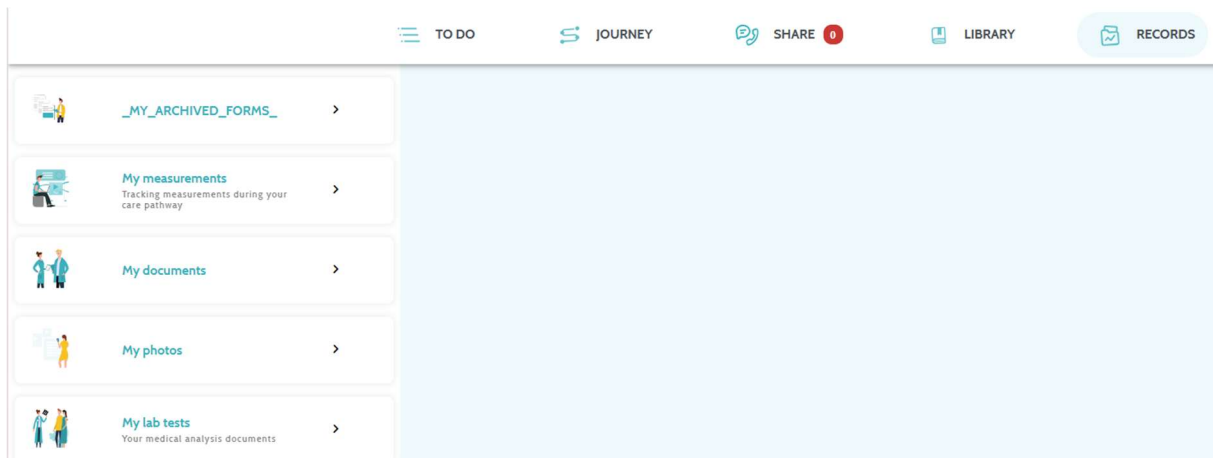 TO DO
JOURNEY
SHARE 0
LIBRARY
RECORDS
_MY_ARCHIVED_FORMS_
My measurements
Tracking measurements during your
care pathway
My documents
My photos
My lab tests
Your medical analysis documents